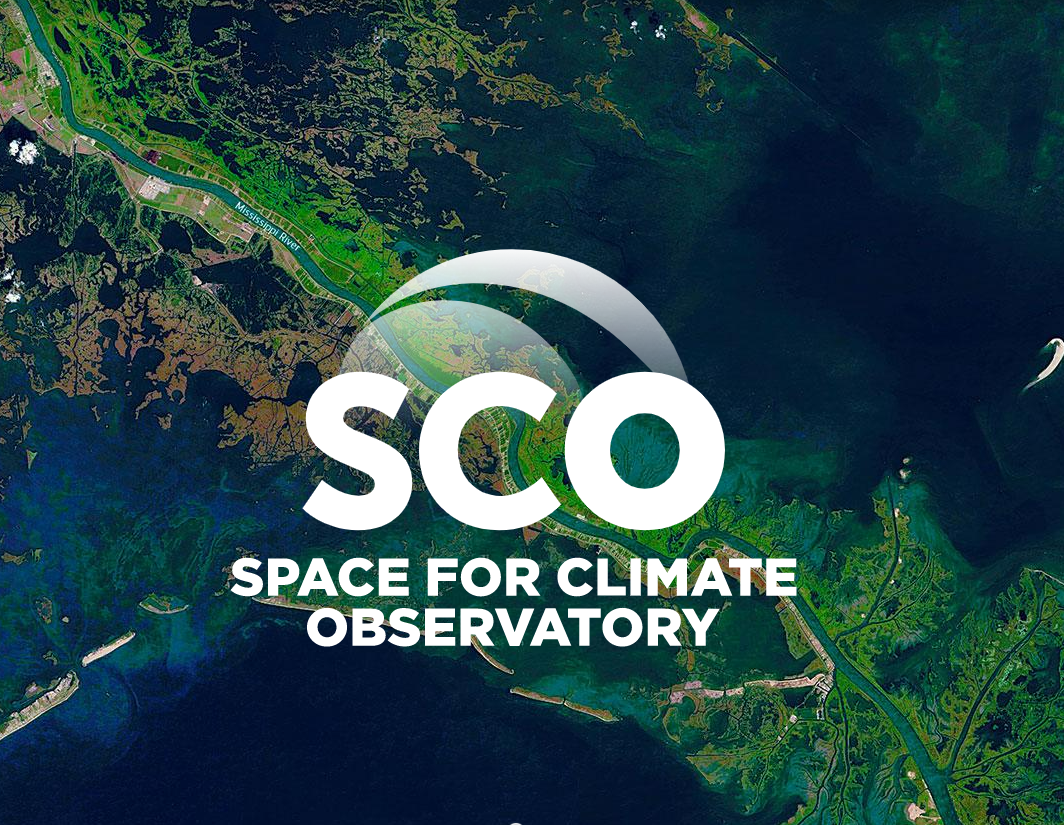 Mississippi River
SCO
SPACE FOR CLIMATE
OBSERVATORY